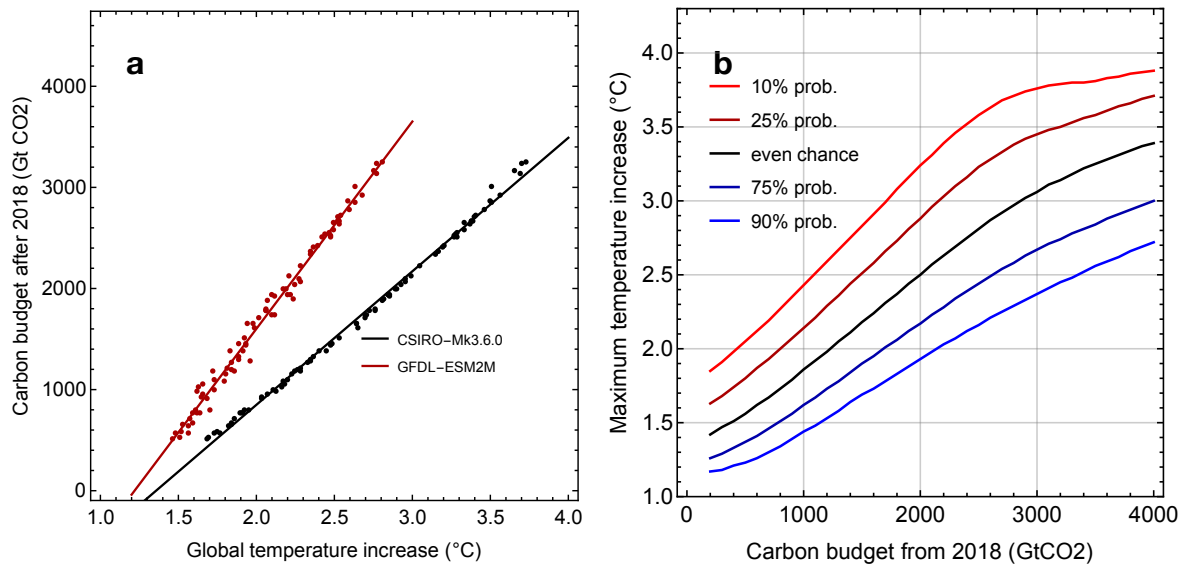 a
Carbon budget after 2018 (Gt CO2)
4000
3000
2000
1000
0
CSIRO−Mk3.6.0
GFDL−ESM2M
1.0 1.5 2.0 2.5 3.0 3.5 4.0
Global temperature increase (°C)
b
Maximum temperature increase (°C)
4.0
3.5
3.0
2.5
2.0
1.5
1.0
10% prob.
25% prob.
even chance
75% prob.
90% prob.
0 1000 2000 3000 4000
Carbon budget from 2018 (GtCO2)